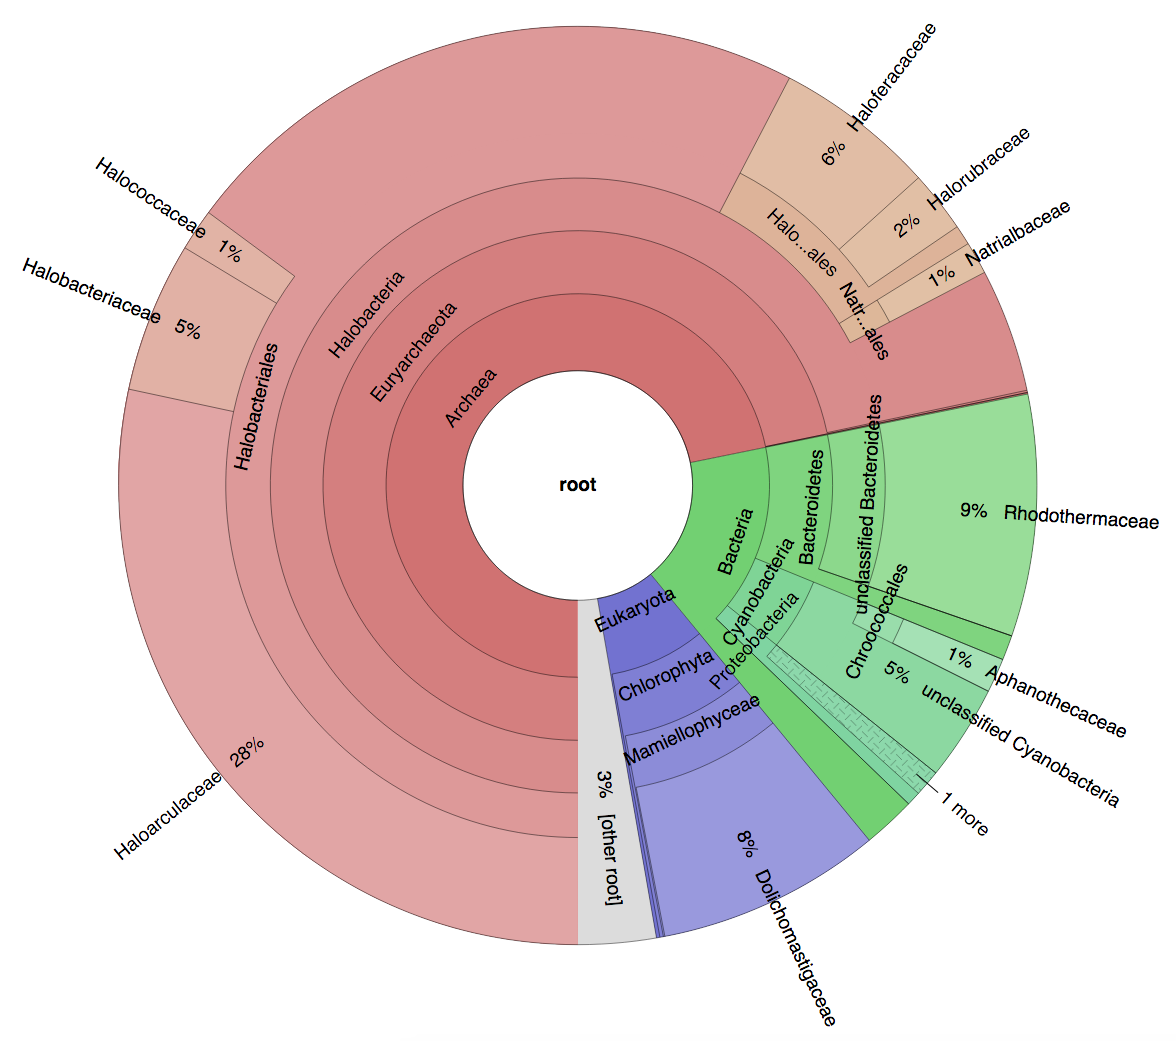 Haloferacaceae
6%
Halorubraceae
2%
Natrialbaceae
1%
Halo...ales
Natr...ales
Halococcaceae
1%
Halobacteriaceae
5%
Halobacteriales
Halobacteria
Euryarchaeota
Archaea
root
Bacteria
Bacteroidetes
unclassified Bacteroidetes
9% Rhodothermaceae
Cyanobacteria
Proteobacteria
Chroococcales
1% Aphanothecaceae
5% unclassified Cyanobacteria
1 more
Eukaryota
Chlorophyta
Mamiellophyceae
8% Dolichomastigaceae
3% [other root]
Haloarculaceae 28%